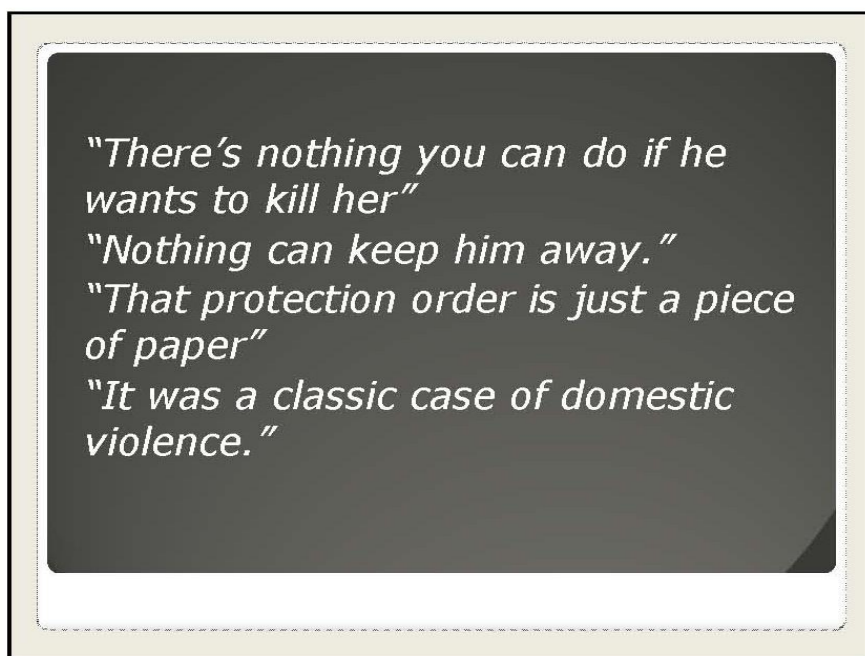 “There’s nothing you can do if he
wants to kill her”
“Nothing can keep him away.”
“That protection order is just a piece
of paper”
“It was a classic case of domestic
violence.”